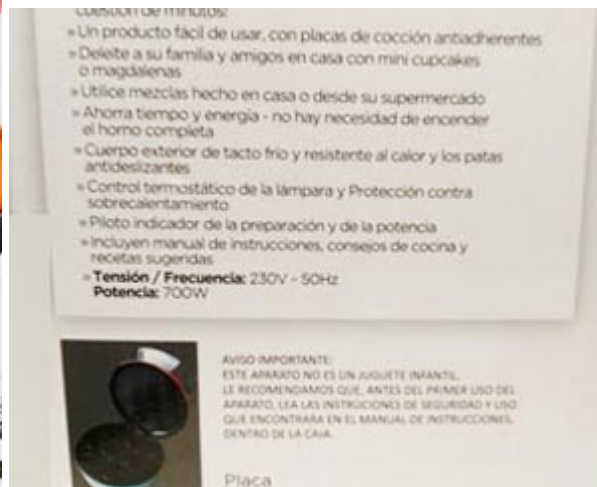 cuestión de minutos:
» Un producto fácil de usar, con placas de cocción antiadherentes
» Deleite a su familia y amigos en casa con mini cupcakes
o magdalenas
» Utilice mezclas hecho en casa o desde su supermercado
» Ahorra tiempo y energía - no hay necesidad de encender
el horno completa
» Cuerpo exterior de tacto frio y resistente al calor y los patas
antideslizantes
» Control termostático de la lámpara y Protección contra
sobrecalentamiento
» Piloto indicador de la preparación y de la potencia
» Incluyen manual de instrucciones, consejos de cocina y
recetas sugeridas
» Tensión / Frecuencia: 230V - 50Hz
Potencia: 700W
AVISO IMPORTANTE:
ESTE APARATO NO ES UN JUGUETE INFANTIL.
LE RECOMENDAMOS QUE, ANTES DEL PRIMER USO DEL
APARATO, LEA LAS INSTRUCCIONES DE SEGURIDAD Y USO
QUE ENCONTRARA EN EL MANUAL DE INSTRUCCIONES,
DENTRO DE LA CAJA.
Placa